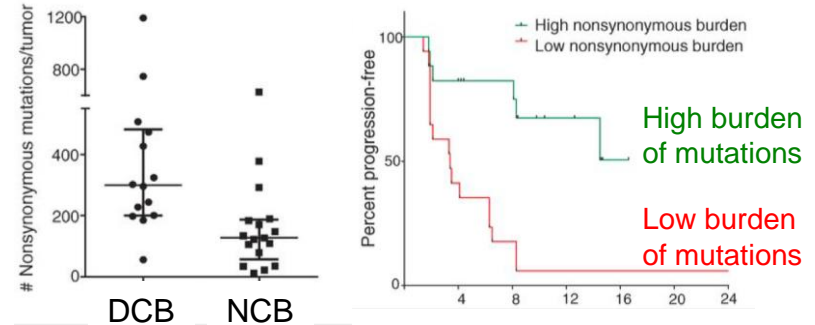 # Nonsynonymous mutations/tumor
1200
800
400
200
0
DCB NCB
Percent progression-free
100
50
0
High nonsynonymous burden
Low nonsynonymous burden
High burden
of mutations
Low burden
of mutations
4 8 12 16 20 24